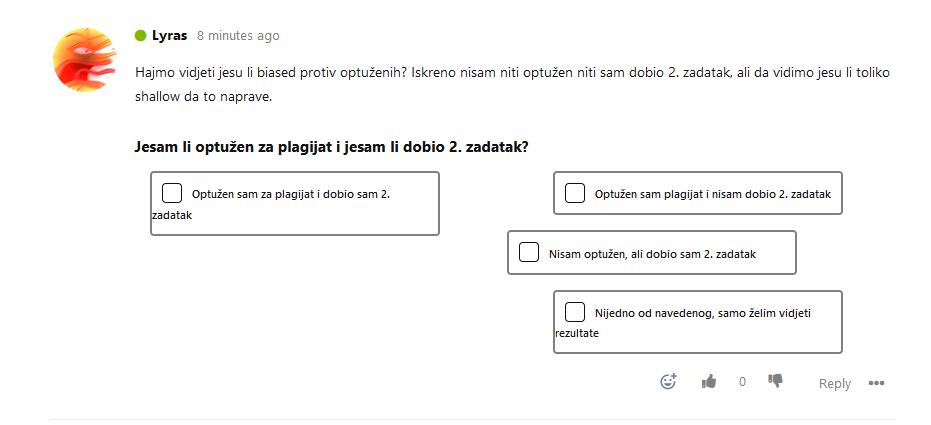 Lyras 8 minutes ago
Hajmo vidjeti jesu li biased protiv optuženih? Iskreno nisam niti optužen niti sam dobio 2. zadatak, ali da vidimo jesu li toliko
shallow da to naprave.
Jesam li optužen za plagijat i jesam li dobio 2. zadatak?
Optužen sam za plagijat i dobio sam 2.
zadatak
Optužen sam plagijat i nisam dobio 2. zadatak
Nisam optužen, ali dobio sam 2. zadatak
Nijedno od navedenog, samo želim vidjeti
rezultate
0 Reply